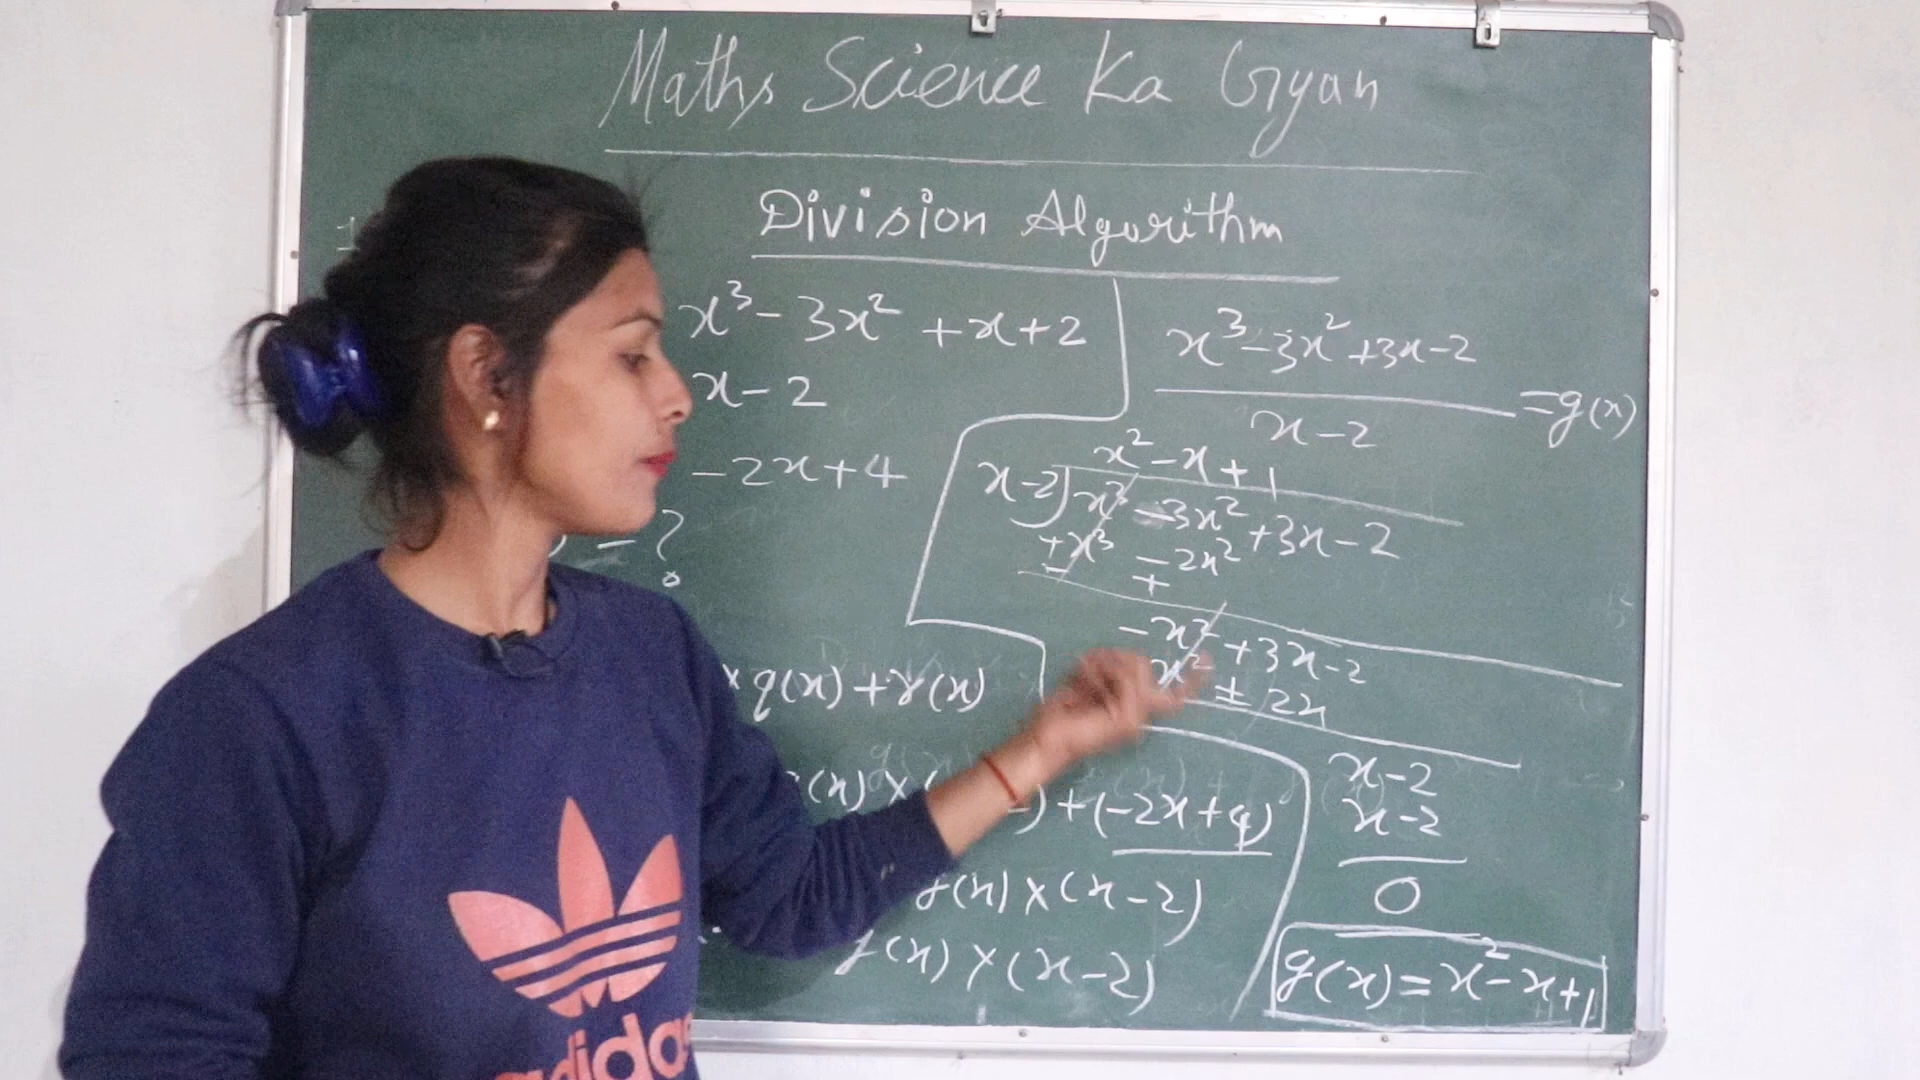 Maths Science Ka Gyan
Division Algorithm
x³ - 3x² + x + 2
x - 2
- 2x + 4
) = ?
× q(x) + r(x)
(x) × ( ) + (-2x + 4)
g(x) × (x - 2)
g(x) × (x - 2)
x³ - 3x² + 3x - 2
x - 2
= g(x)
x² - x + 1
x - 2) x³ - 3x² + 3x - 2
+ x³ - 2x²
- +
- x² + 3x - 2
x² ± 2x
x - 2
x - 2
0
g(x) = x² - x + 1
adidas